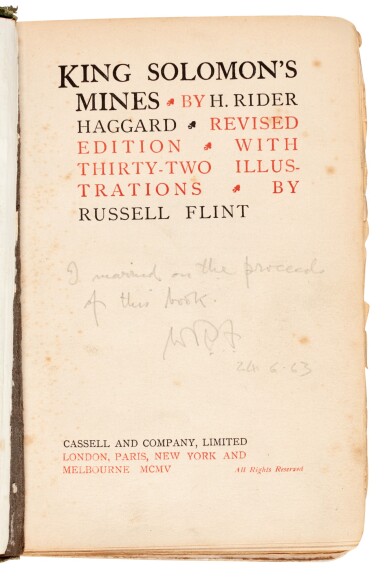 KING SOLOMON'S
MINES BY H. RIDER
HAGGARD REVISED
EDITION WITH
THIRTY-TWO ILLUS-
TRATIONS BY
RUSSELL FLINT
I married on the proceeds
of this book.
WRF
24.6.63
CASSELL AND COMPANY, LIMITED
LONDON, PARIS, NEW YORK AND
MELBOURNE MCMV All Rights Reserved